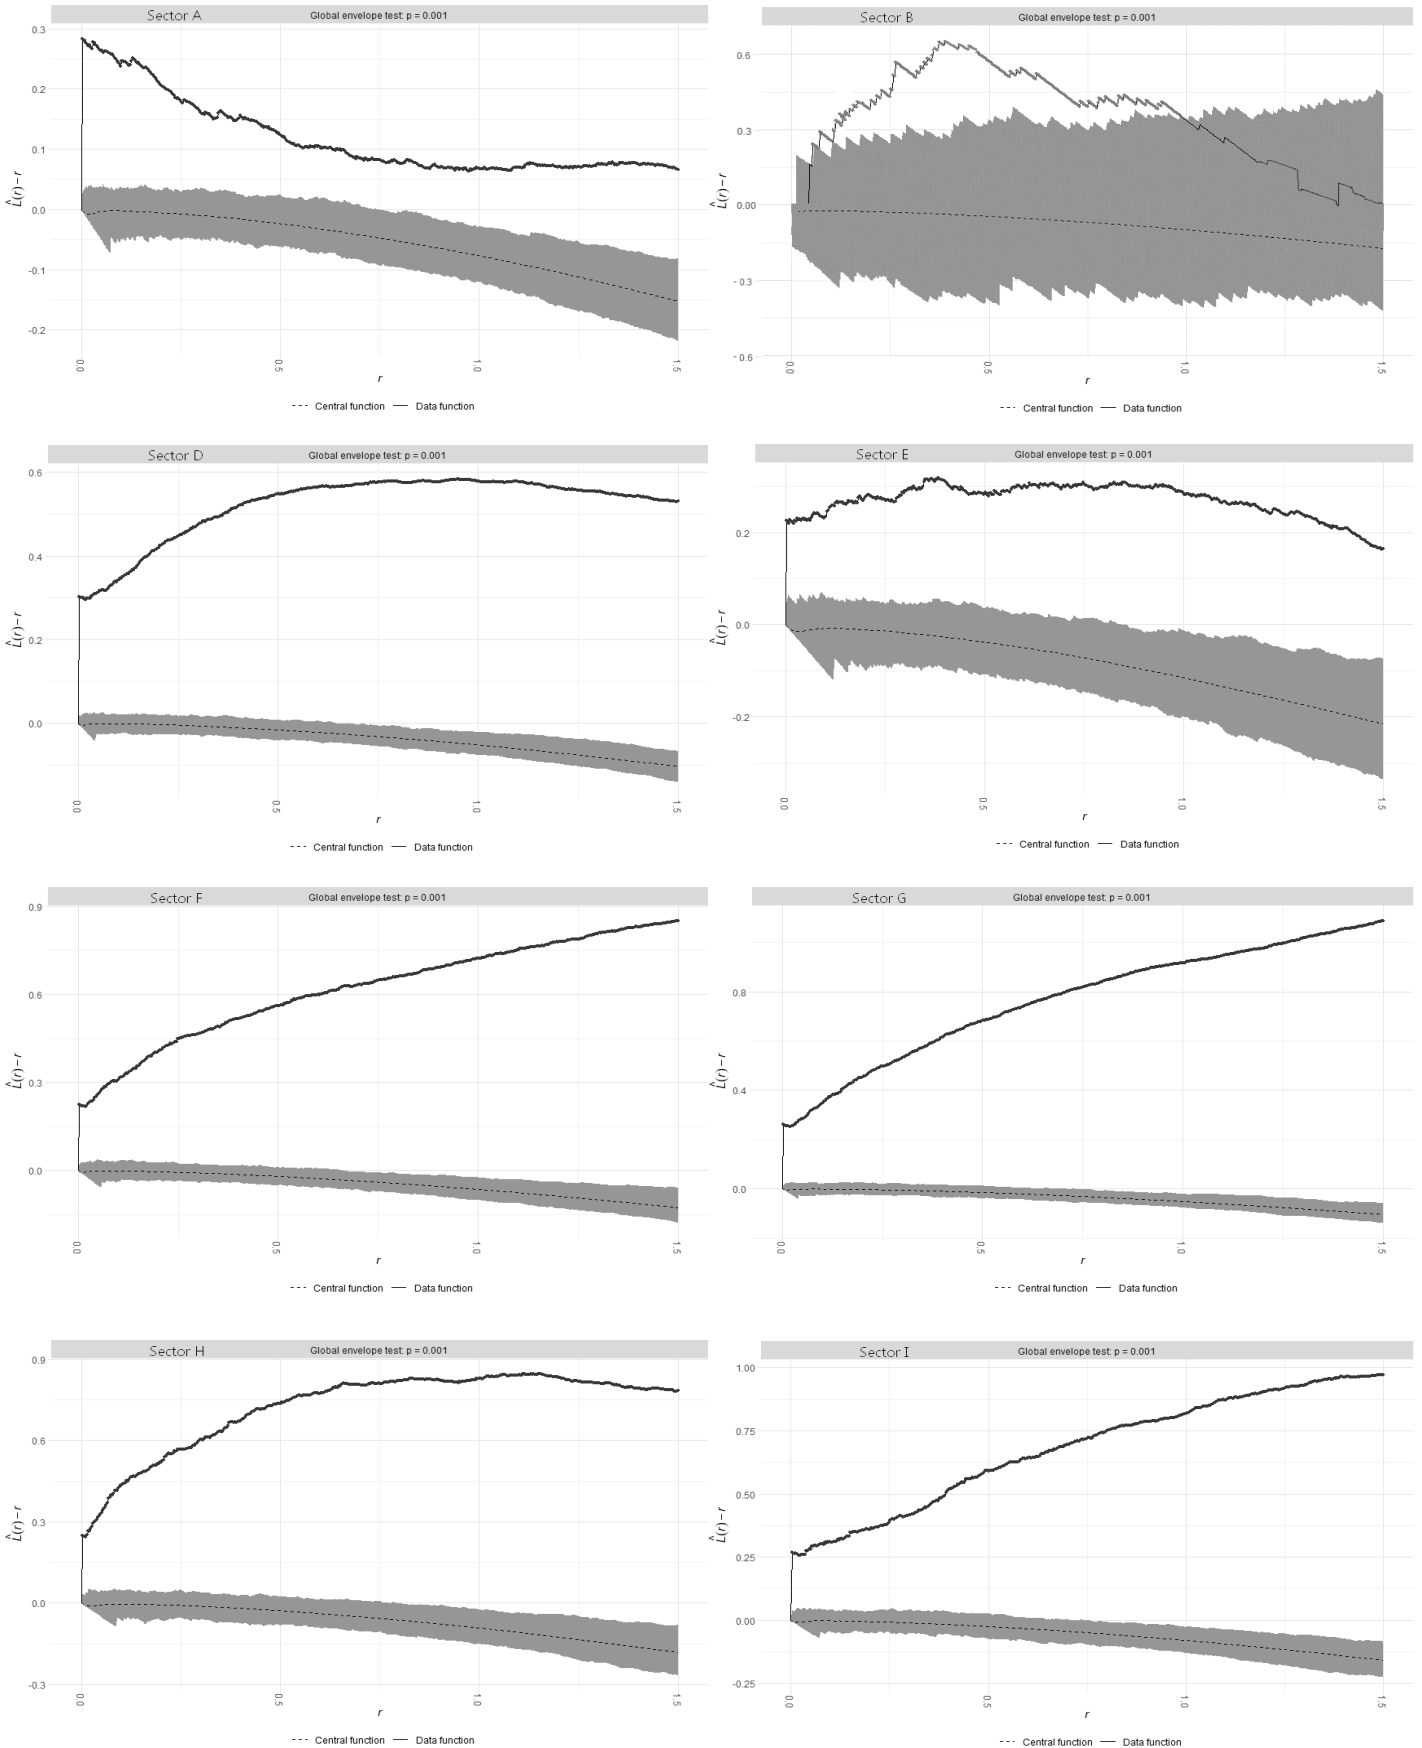 Sector A Global envelope test: p = 0.001
0.3
0.2
0.1
0.0
-0.1
-0.2
L̂(r) − r
0.0 0.5 1.0 1.5
r
Central function Data function
Sector B Global envelope test: p = 0.001
0.6
0.3
0.00
- 0.3
- 0.6
L̂(r) − r
0.0 0.5 1.0 1.5
r
Central function Data function
Sector D Global envelope test: p = 0.001
0.6
0.4
0.2
0.0
L̂(r) − r
0.0 0.5 1.0 1.5
r
Central function Data function
Sector E Global envelope test: p = 0.001
0.2
0.0
-0.2
L̂(r) − r
0.0 0.5 1.0 1.5
r
Central function Data function
Sector F Global envelope test: p = 0.001
0.9
0.6
0.3
0.0
L̂(r) − r
0.0 0.5 1.0 1.5
r
Central function Data function
Sector G Global envelope test: p = 0.001
0.8
0.4
0.0
L̂(r) − r
0.0 0.5 1.0 1.5
r
Central function Data function
Sector H Global envelope test: p = 0.001
0.9
0.6
0.3
0.0
-0.3
L̂(r) − r
0.0 0.5 1.0 1.5
r
Central function Data function
Sector I Global envelope test: p = 0.001
1.00
0.75
0.50
0.25
0.00
-0.25
L̂(r) − r
0.0 0.5 1.0 1.5
r
Central function Data function